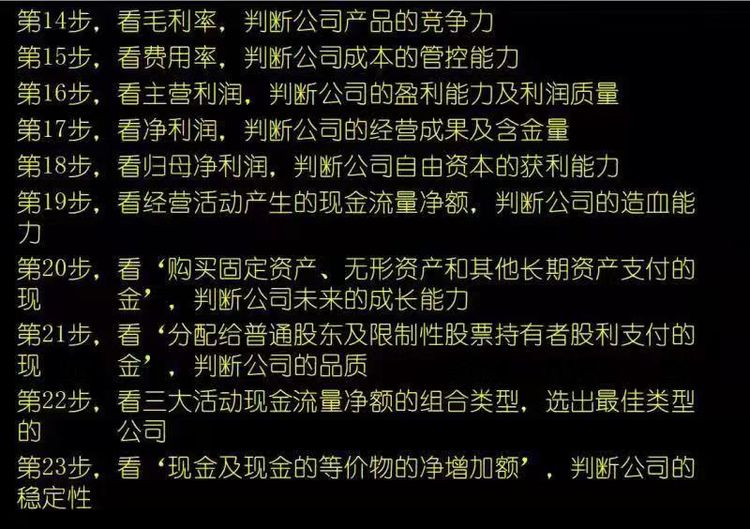 第14步，看毛利率，判断公司产品的竞争力
第15步，看费用率，判断公司成本的管控能力
第16步，看主营利润，判断公司的盈利能力及利润质量
第17步，看净利润，判断公司的经营成果及含金量
第18步，看归母净利润，判断公司自由资本的获利能力
第19步，看经营活动产生的现金流量净额，判断公司的造血能
力
第20步，看‘购买固定资产、无形资产和其他长期资产支付的
现 金’，判断公司未来的成长能力
第21步，看‘分配给普通股东及限制性股票持有者股利支付的
现 金’，判断公司的品质
第22步，看三大活动现金流量净额的组合类型，选出最佳类型
的 公司
第23步，看‘现金及现金的等价物的净增加额’，判断公司的
稳定性